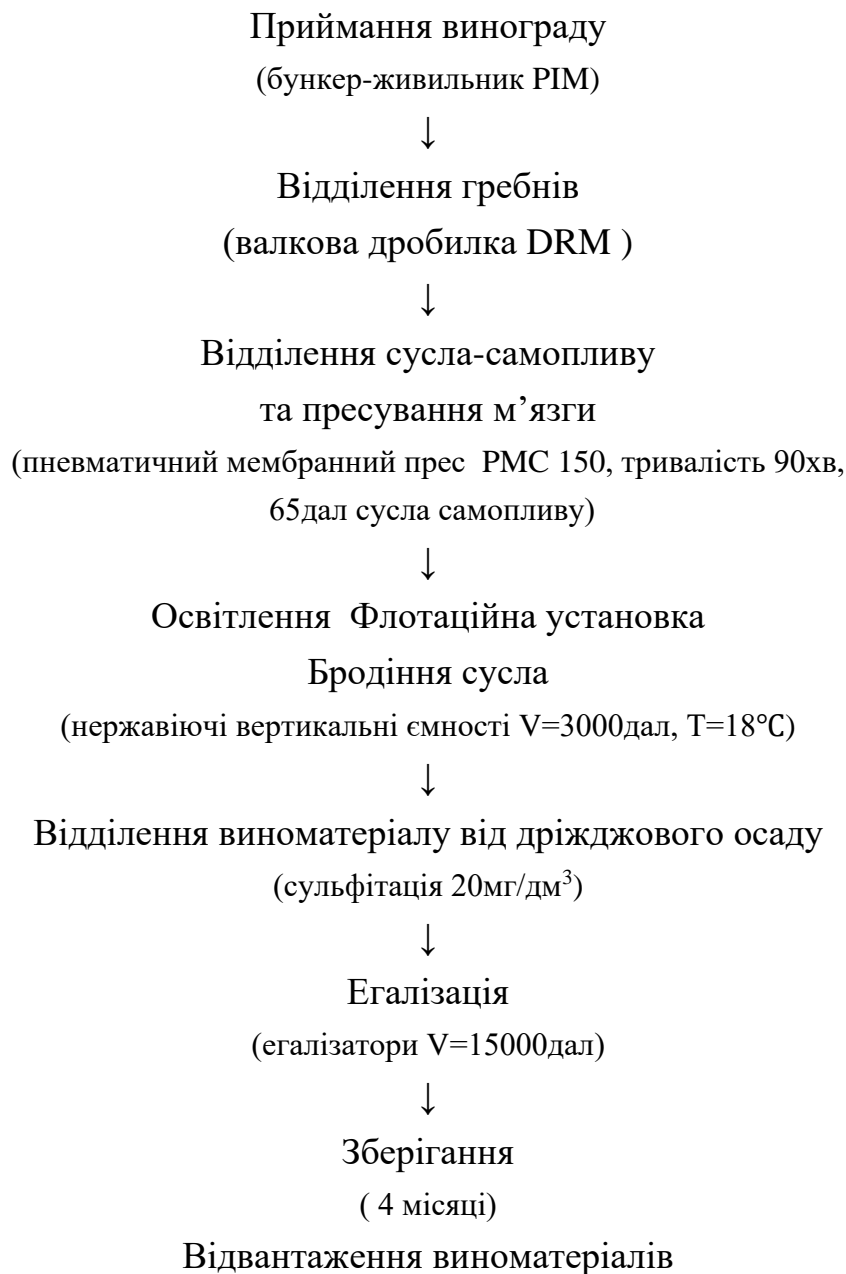 Приймання винограду
(бункер-живильник PIM)
↓
Відділення гребнів
(валкова дробилка DRM )
↓
Відділення сусла-самопливу
та пресування м’язги
(пневматичний мембранний прес PMC 150, тривалість 90хв,
65дал сусла самопливу)
↓
Освітлення Флотаційна установка
Бродіння сусла
(нержавіючі вертикальні ємності V=3000дал, T=18°C)
↓
Відділення виноматеріалу від дріжджового осаду
(сульфітація 20мг/дм³)
↓
Егалізація
(егалізатори V=15000дал)
↓
Зберігання
( 4 місяці)
Відвантаження виноматеріалів